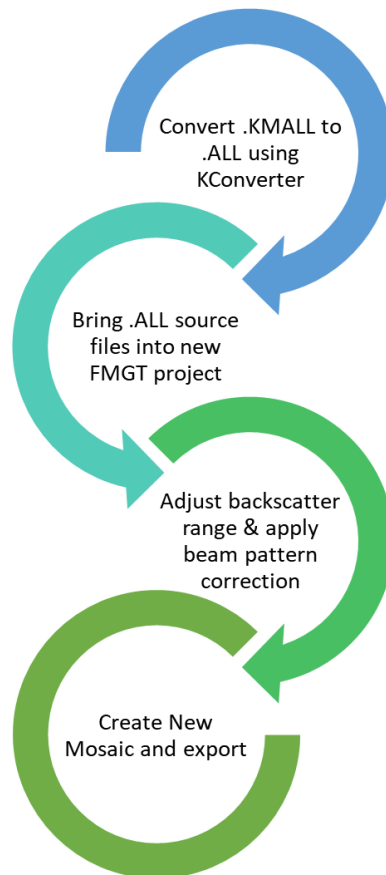 Convert .KMALL to
.ALL using
KConverter
Bring .ALL source
files into new
FMGT project
Adjust backscatter
range & apply
beam pattern
correction
Create New
Mosaic and export